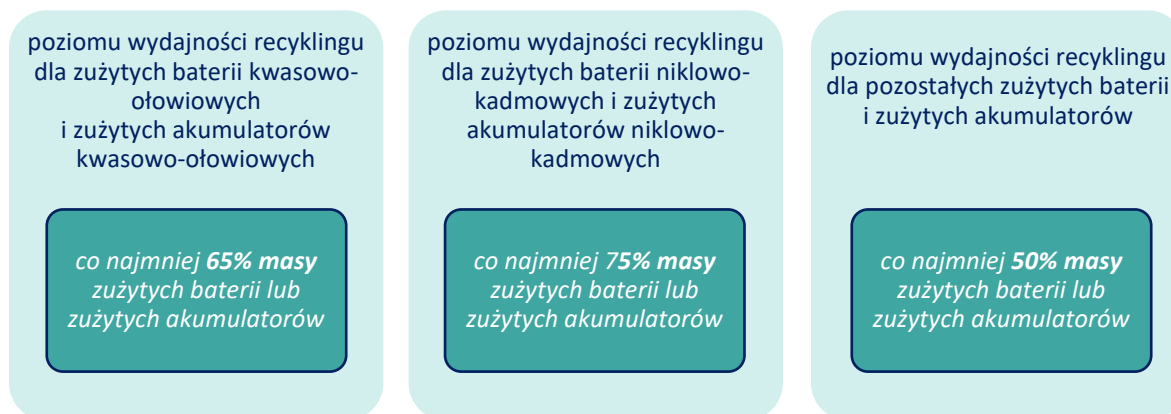 poziomu wydajności recyklingu
dla zużytych baterii kwasowo-
ołowiowych
i zużytych akumulatorów
kwasowo-ołowiowych
co najmniej 65% masy
zużytych baterii lub
zużytych akumulatorów
poziomu wydajności recyklingu
dla zużytych baterii niklowo-
kadmowych i zużytych
akumulatorów niklowo-
kadmowych
co najmniej 75% masy
zużytych baterii lub
zużytych akumulatorów
poziomu wydajności recyklingu
dla pozostałych zużytych baterii
i zużytych akumulatorów
co najmniej 50% masy
zużytych baterii lub
zużytych akumulatorów